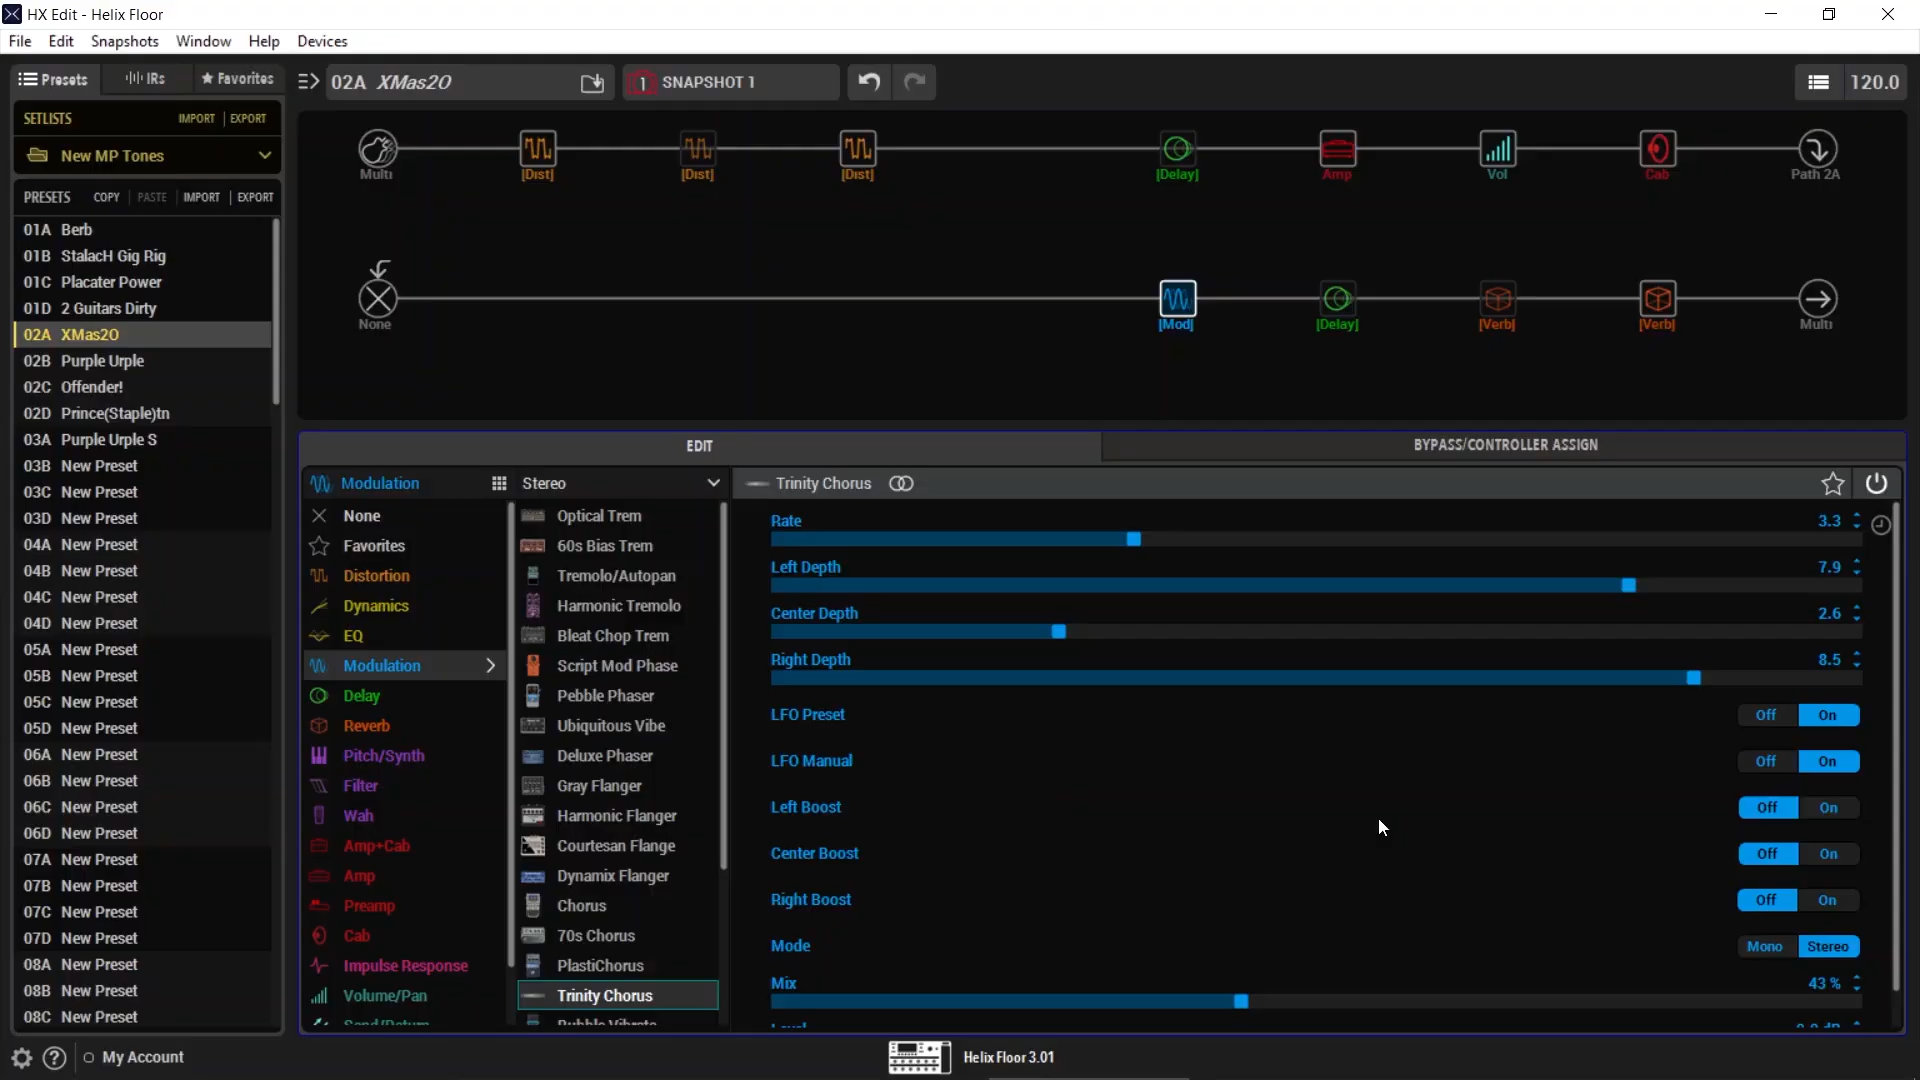 HX Edit - Helix Floor
File Edit Snapshots Window Help Devices
Presets IRs Favorites
02A XMas2O
1 SNAPSHOT 1
120.0
SETLISTS IMPORT | EXPORT
New MP Tones
PRESETS COPY | PASTE | IMPORT | EXPORT
01A Berb
01B StalacH Gig Rig
01C Placater Power
01D 2 Guitars Dirty
02A XMas2O
02B Purple Urple
02C Offender!
02D Prince(Staple)tn
03A Purple Urple S
03B New Preset
03C New Preset
03D New Preset
04A New Preset
04B New Preset
04C New Preset
04D New Preset
05A New Preset
05B New Preset
05C New Preset
05D New Preset
06A New Preset
06B New Preset
06C New Preset
06D New Preset
07A New Preset
07B New Preset
07C New Preset
07D New Preset
08A New Preset
08B New Preset
08C New Preset
Multi [Dist] [Dist] [Dist] [Delay] Amp Vol Cab Path 2A
None [Mod] [Delay] [Verb] [Verb] Multi
EDIT
BYPASS/CONTROLLER ASSIGN
Modulation
None
Favorites
Distortion
Dynamics
EQ
Modulation
Delay
Reverb
Pitch/Synth
Filter
Wah
Amp+Cab
Amp
Preamp
Cab
Impulse Response
Volume/Pan
Send/Return
Stereo
Optical Trem
60s Bias Trem
Tremolo/Autopan
Harmonic Tremolo
Bleat Chop Trem
Script Mod Phase
Pebble Phaser
Ubiquitous Vibe
Deluxe Phaser
Gray Flanger
Harmonic Flanger
Courtesan Flange
Dynamix Flanger
Chorus
70s Chorus
PlastiChorus
Trinity Chorus
Bubble Vibrato
Trinity Chorus
Rate 3.3
Left Depth 7.9
Center Depth 2.6
Right Depth 8.5
LFO Preset Off On
LFO Manual Off On
Left Boost Off On
Center Boost Off On
Right Boost Off On
Mode Mono Stereo
Mix 43 %
Level 0.0 dB
My Account
Helix Floor 3.01